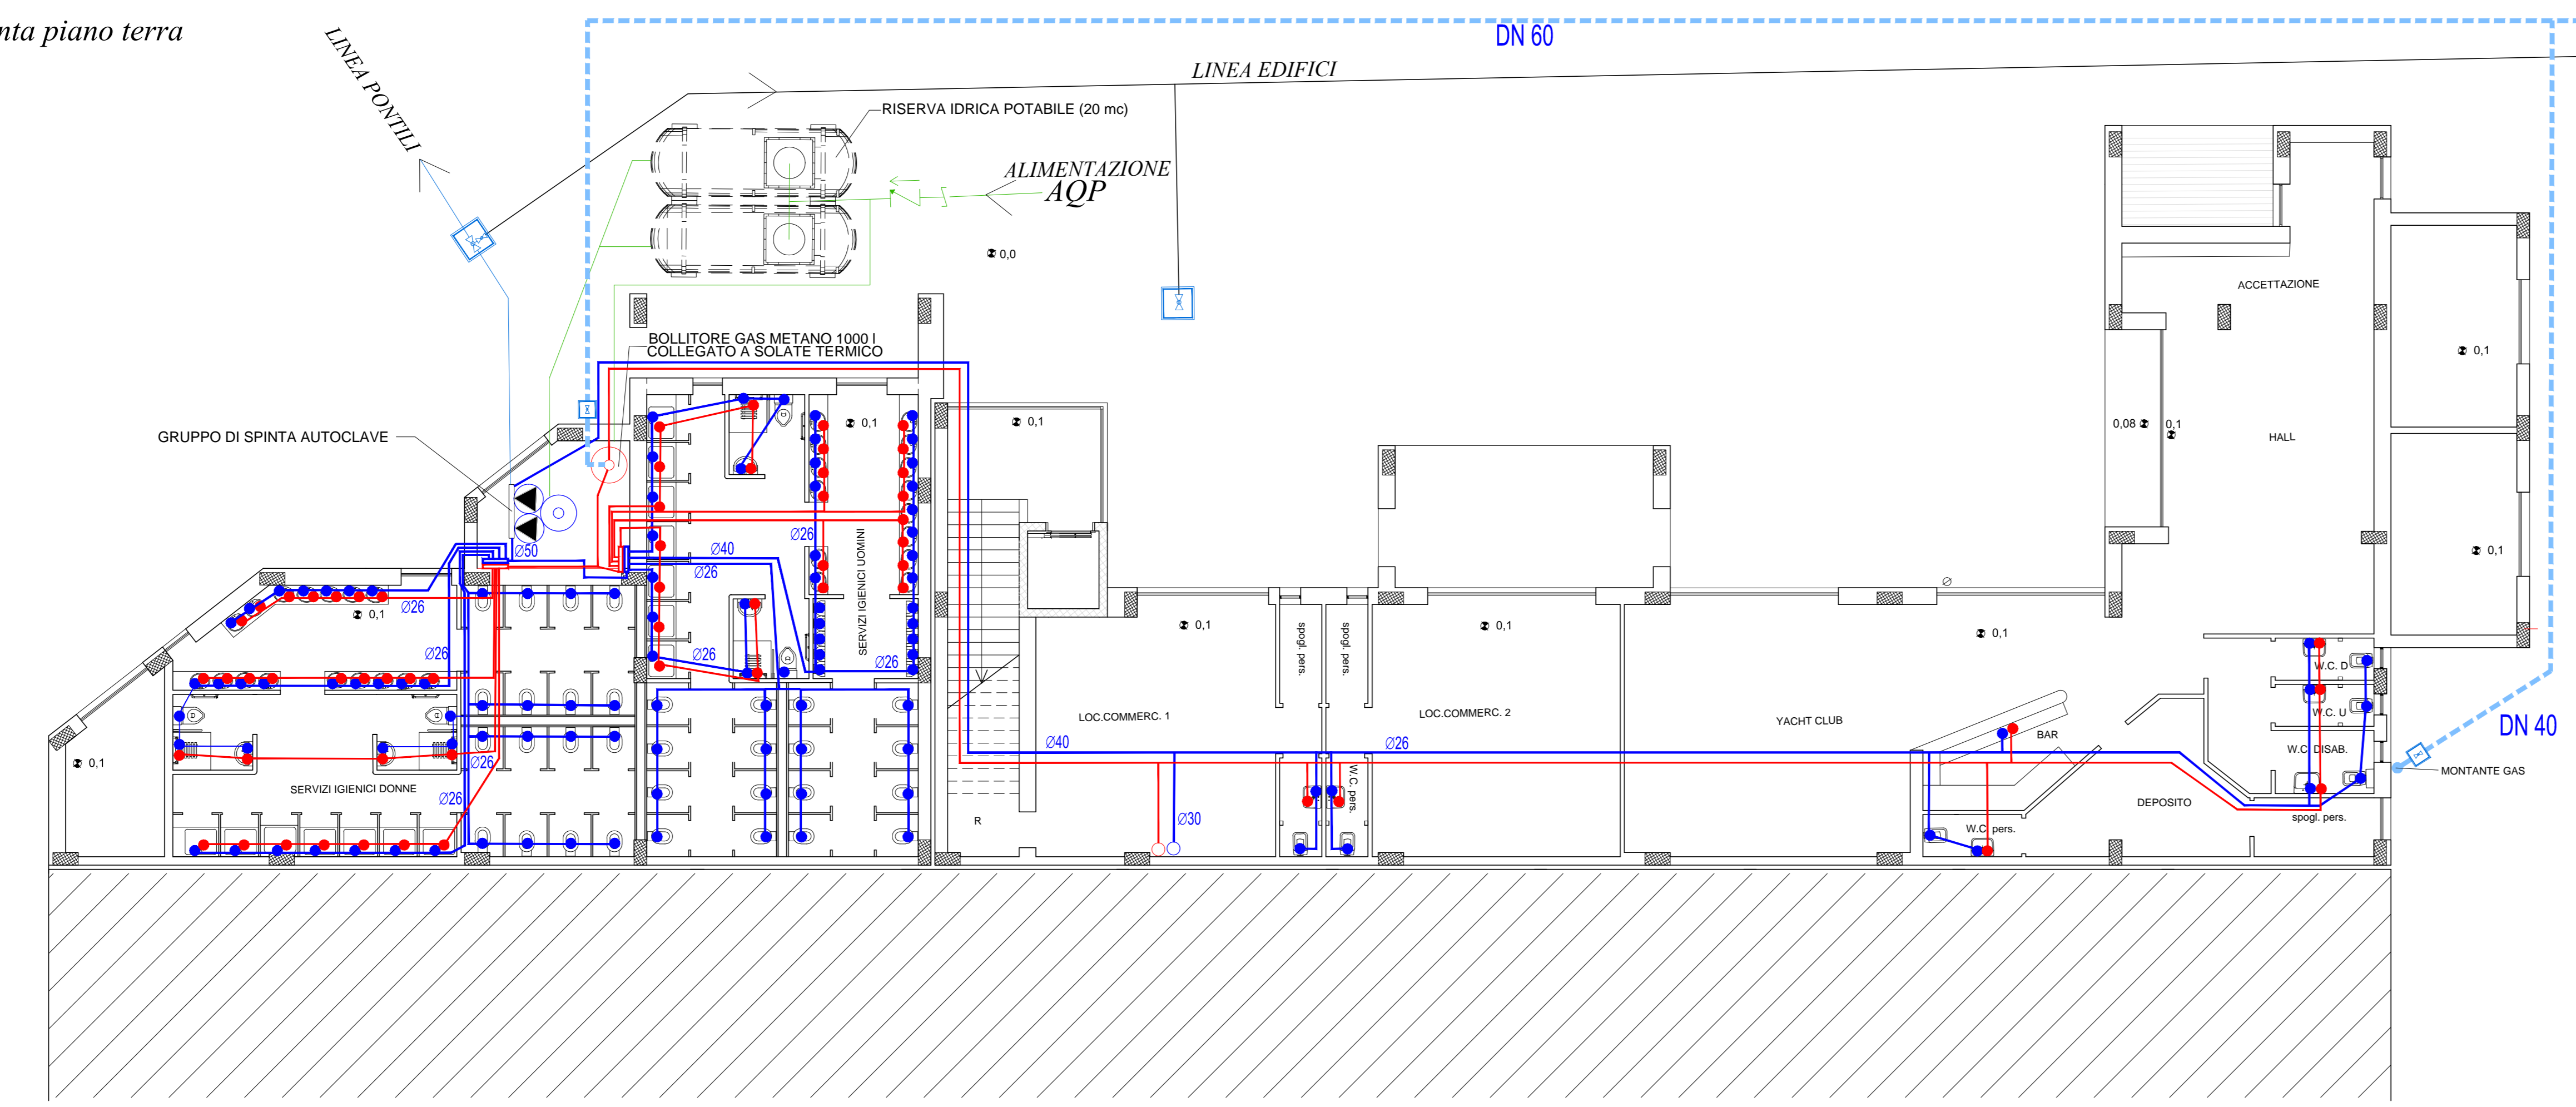 nta piano terra
DN 60
LINEA PONTILI
LINEA EDIFICI
RISERVA IDRICA POTABILE (20 mc)
ALIMENTAZIONE
AQP
0,0
ACCETTAZIONE
BOLLITORE GAS METANO 1000 l
COLLEGATO A SOLATE TERMICO
0,1
0,1
0,1
0,08
0,1
HALL
GRUPPO DI SPINTA AUTOCLAVE
Ø50
Ø40
Ø26
Ø26
SERVIZI IGIENICI UOMINI
0,1
Ø
Ø26
0,1
0,1
0,1
0,1
spogl. pers.
spogl. pers.
Ø26
Ø26
Ø26
W.C. D
W.C. U
LOC.COMMERC. 1
LOC.COMMERC. 2
YACHT CLUB
BAR
DN 40
Ø40
Ø26
W.C. DISAB.
0,1
Ø26
W.C. pers.
MONTANTE GAS
SERVIZI IGIENICI DONNE
Ø26
DEPOSITO
R
Ø30
W.C. pers.
spogl. pers.